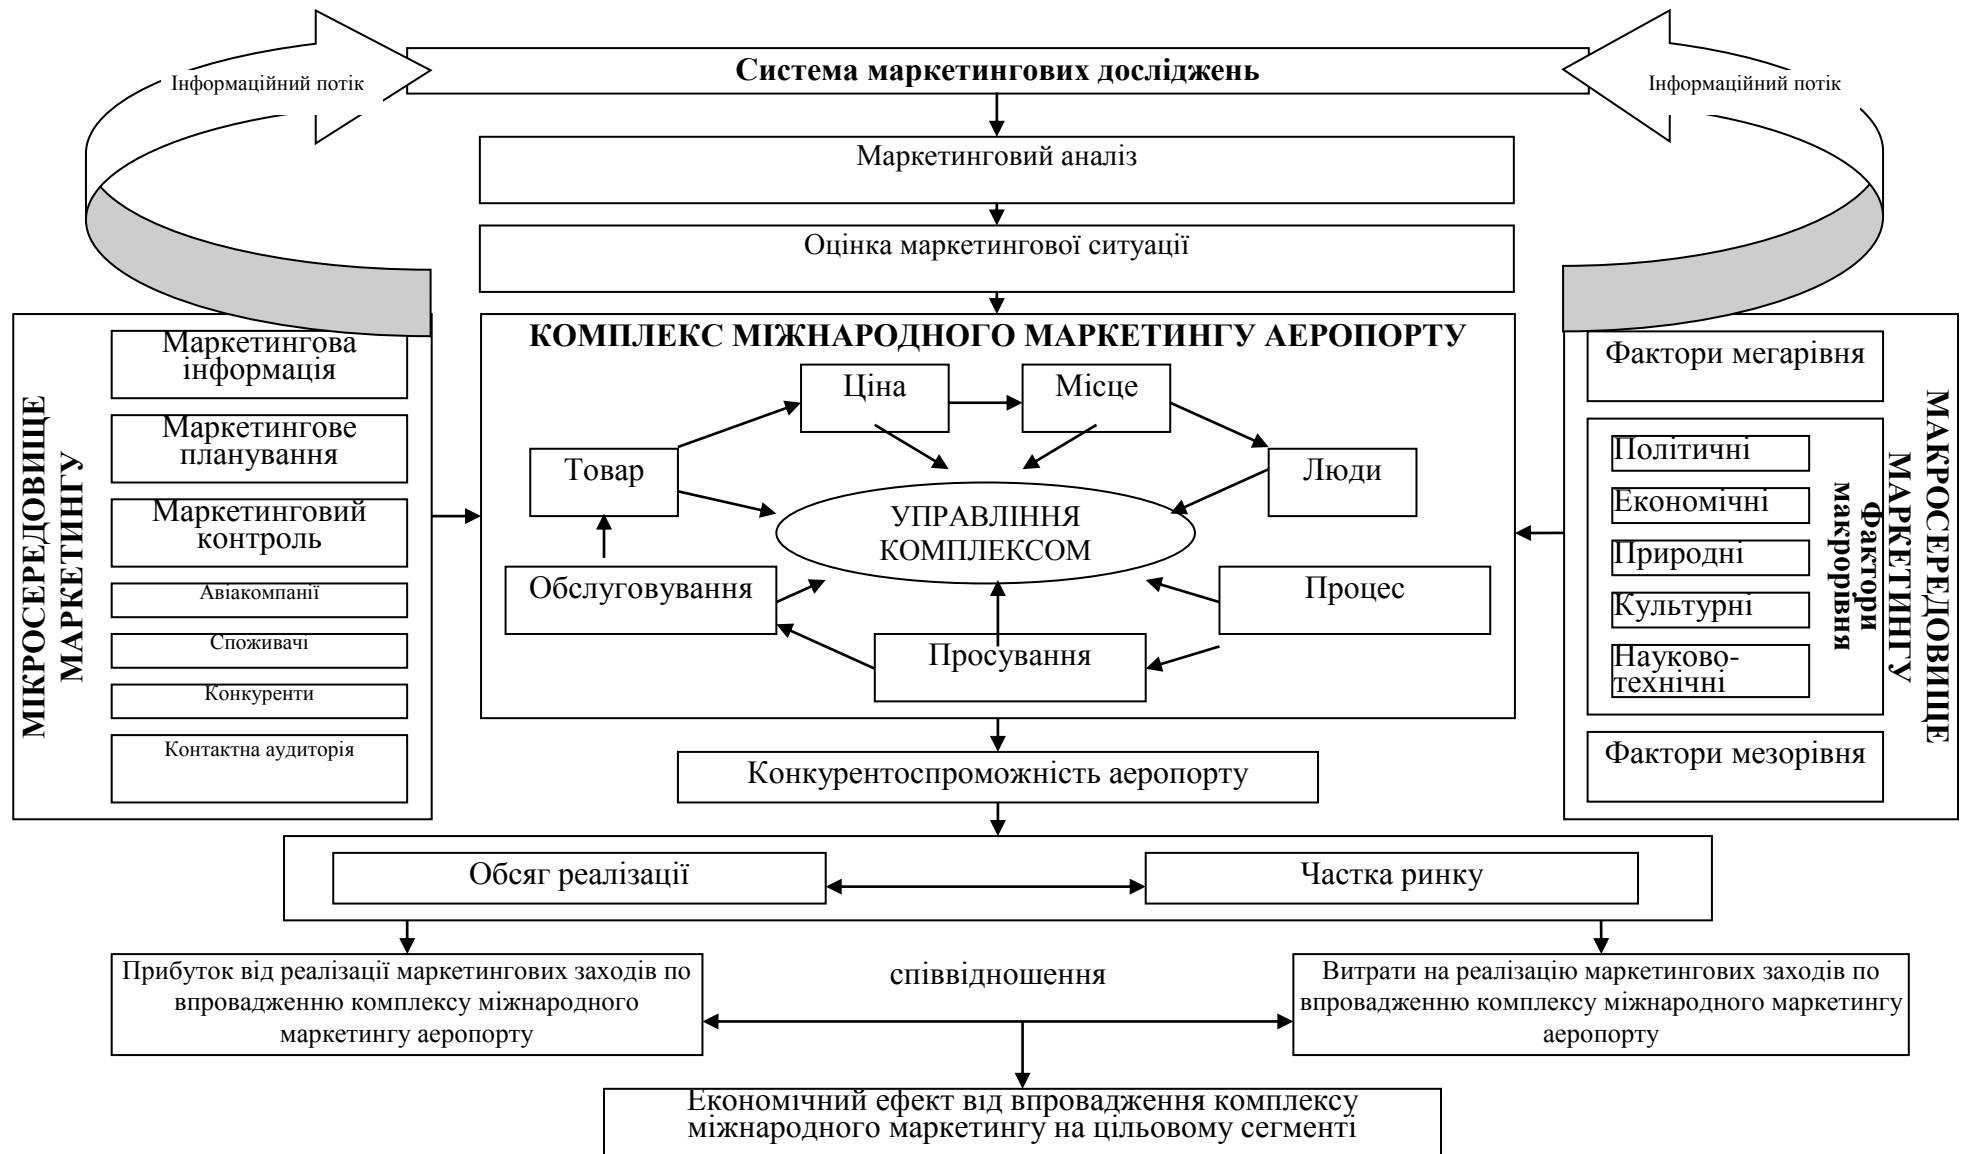 Система маркетингових досліджень
Інформаційний потік
Інформаційний потік
Маркетинговий аналіз
Оцінка маркетингової ситуації
МІКРОСЕРЕДОВИЩЕ
МАРКЕТИНГУ
Маркетингова
інформація
Маркетингове
планування
Маркетинговий
контроль
Авіакомпанії
Споживачі
Конкуренти
Контактна аудиторія
КОМПЛЕКС МІЖНАРОДНОГО МАРКЕТИНГУ АЕРОПОРТУ
Ціна
Місце
Товар
Люди
УПРАВЛІННЯ
КОМПЛЕКСОМ
Обслуговування
Процес
Просування
Фактори мегарівня
Політичні
Економічні
Природні
Культурні
Науково-
технічні
Фактори
макрорівня
Фактори мезорівня
МАКРОСЕРЕДОВИЩЕ
МАРКЕТИНГУ
Конкурентоспроможність аеропорту
Обсяг реалізації
Частка ринку
Прибуток від реалізації маркетингових заходів по
впровадженню комплексу міжнародного
маркетингу аеропорту
співвідношення
Витрати на реалізацію маркетингових заходів по
впровадженню комплексу міжнародного маркетингу
аеропорту
Економічний ефект від впровадження комплексу
міжнародного маркетингу на цільовому сегменті